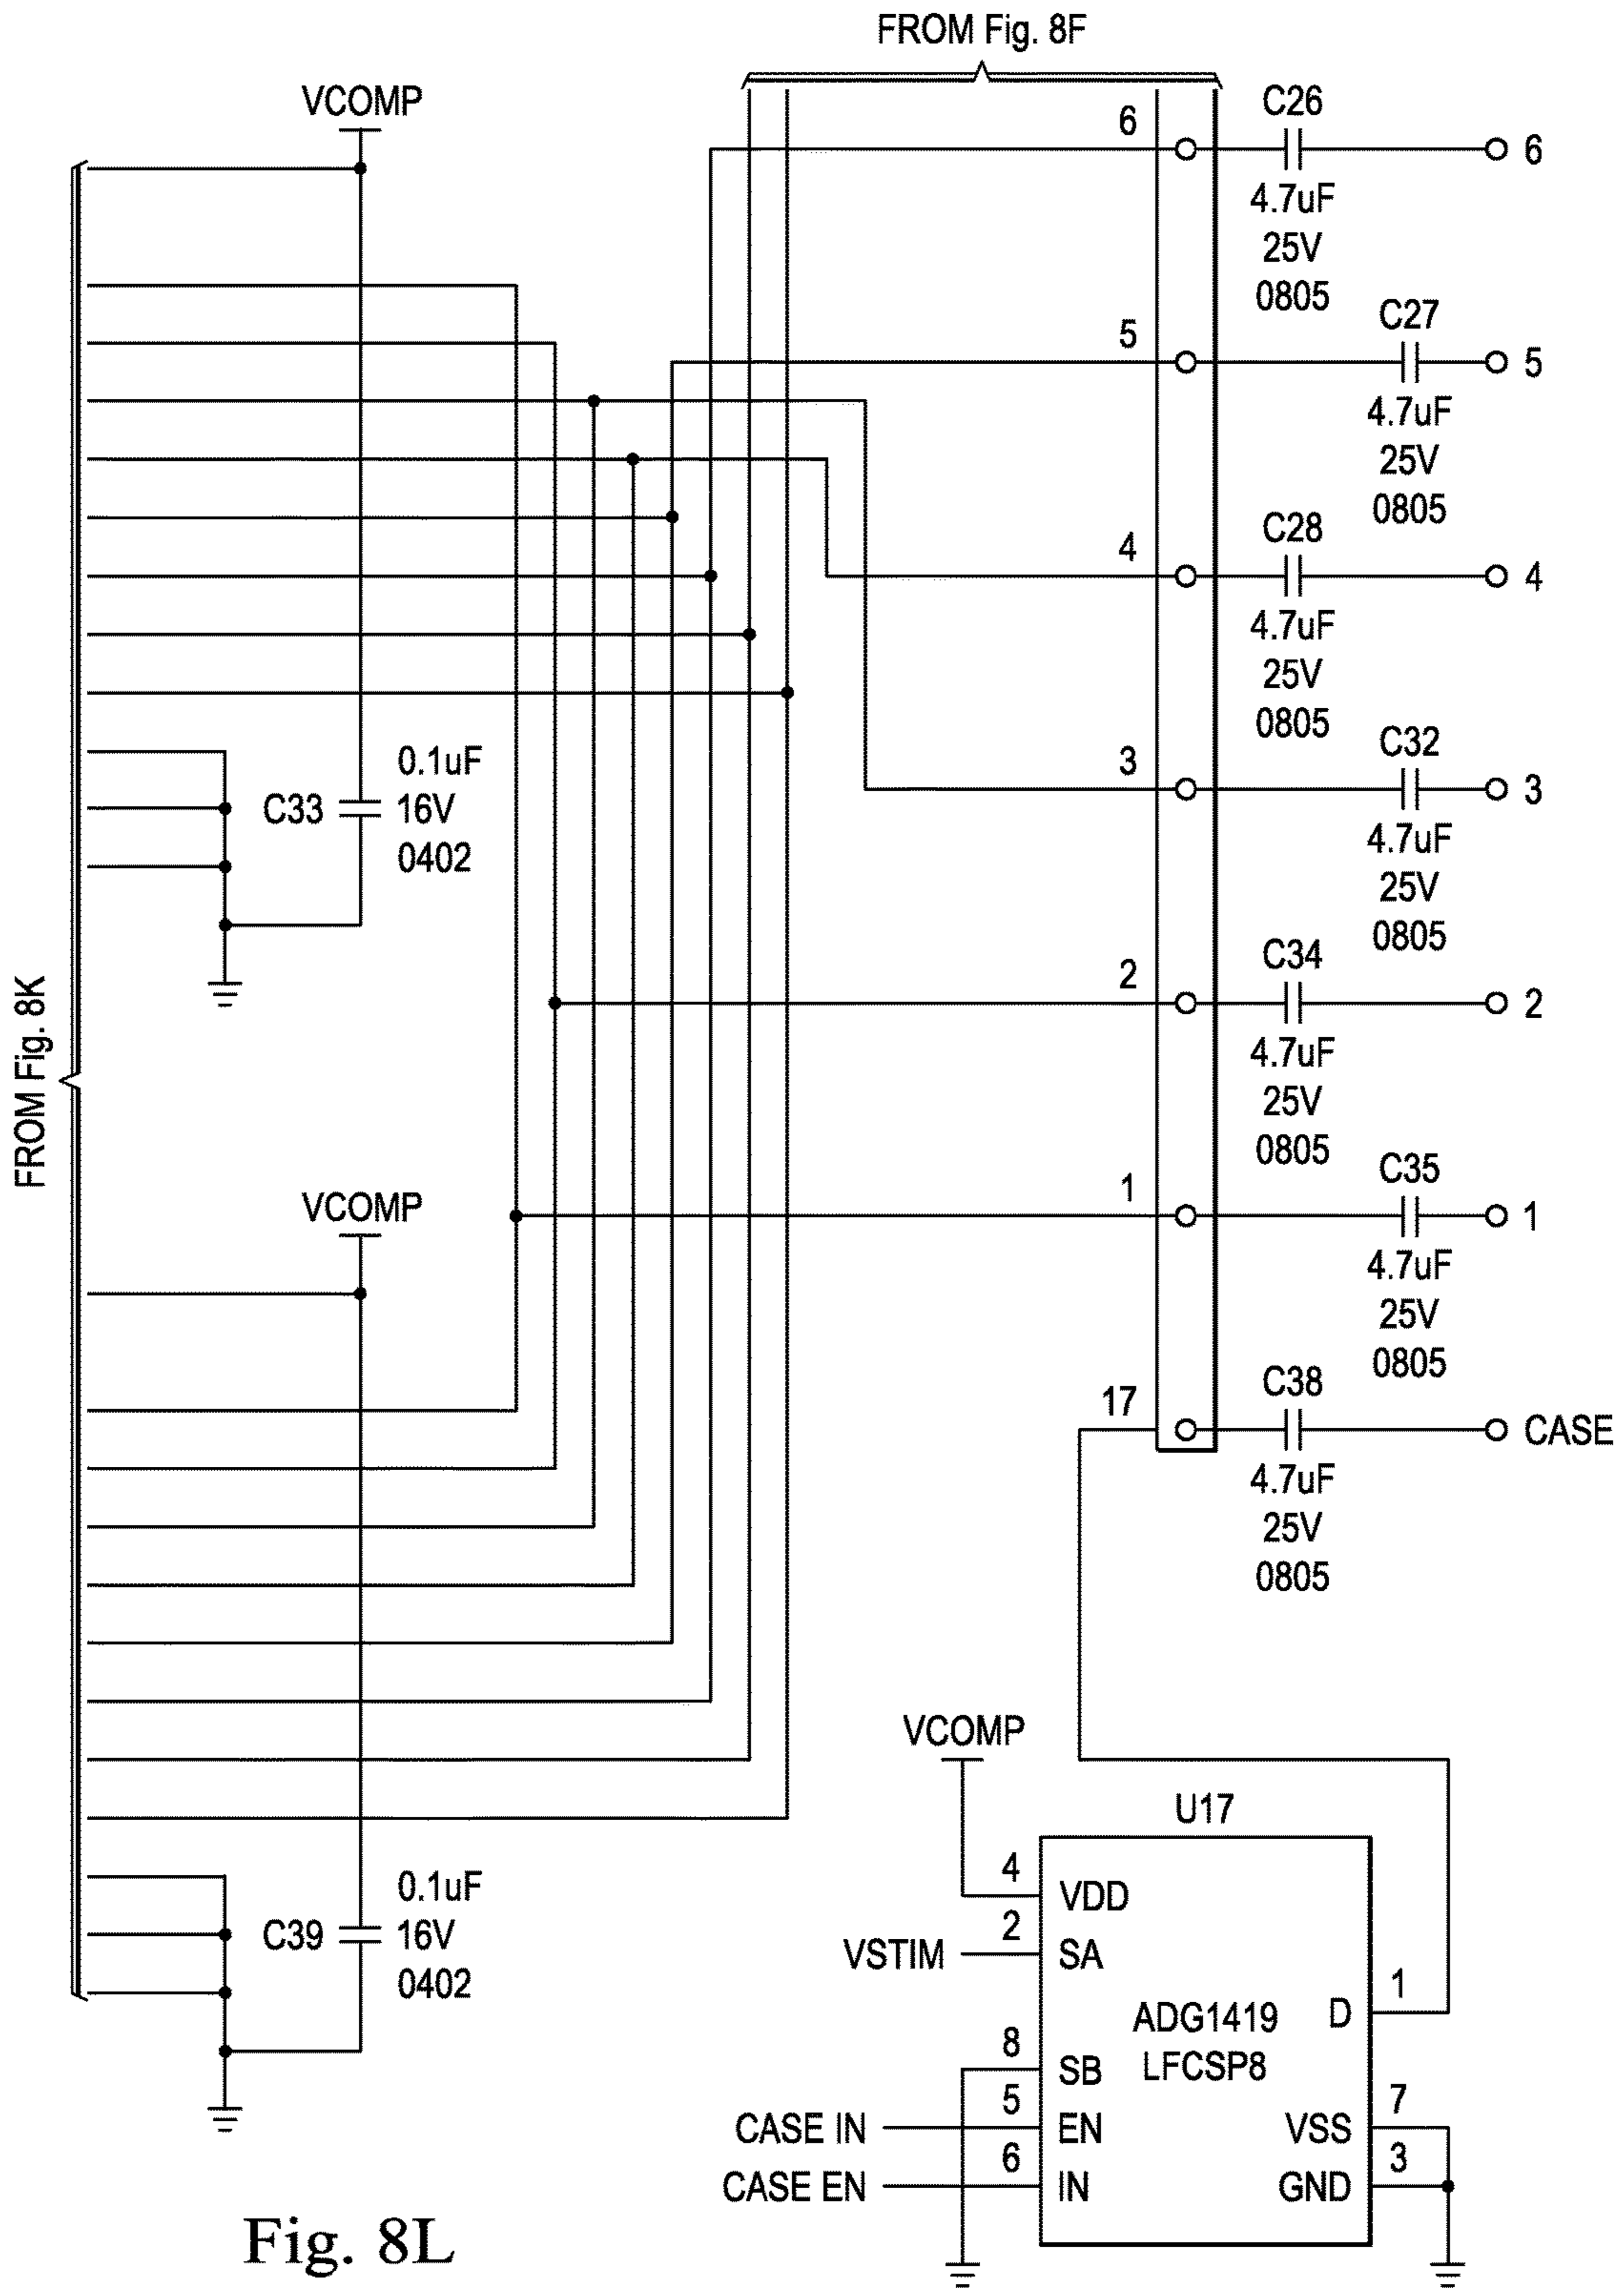 FROM Fig. 8F
VCOMP
C26
6
6
4.7uF
25V
0805
C27
5
5
4.7uF
25V
0805
C28
4
4
4.7uF
25V
0805
C32
3
3
4.7uF
25V
0805
0.1uF
C33
16V
0402
FROM Fig. 8K
C34
2
2
4.7uF
25V
0805
C35
1
1
4.7uF
25V
0805
VCOMP
C38
17
CASE
4.7uF
25V
0805
VCOMP
U17
4
VDD
2
VSTIM
SA
0.1uF
C39
16V
0402
ADG1419
LFCSP8
1
D
8
SB
5
CASE IN
EN
7
VSS
6
CASE EN
IN
3
GND
Fig. 8L